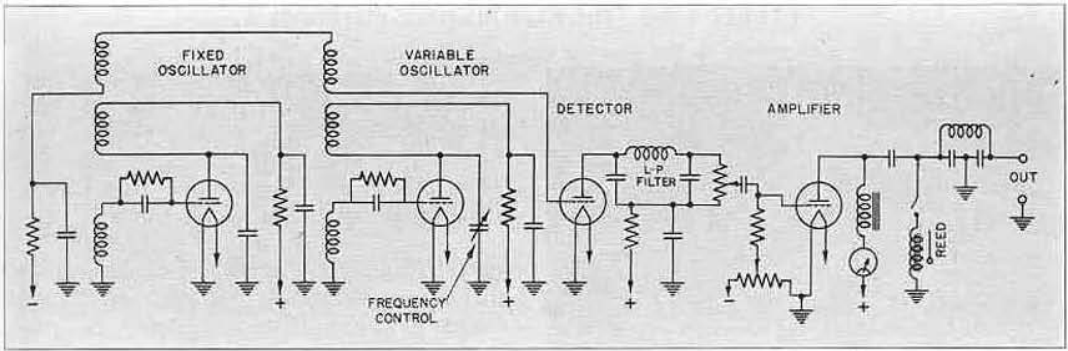 FIXED
OSCILLATOR
VARIABLE
OSCILLATOR
DETECTOR
AMPLIFIER
L-P
FILTER
OUT
REED
FREQUENCY
CONTROL
-
+
+
+
-
+